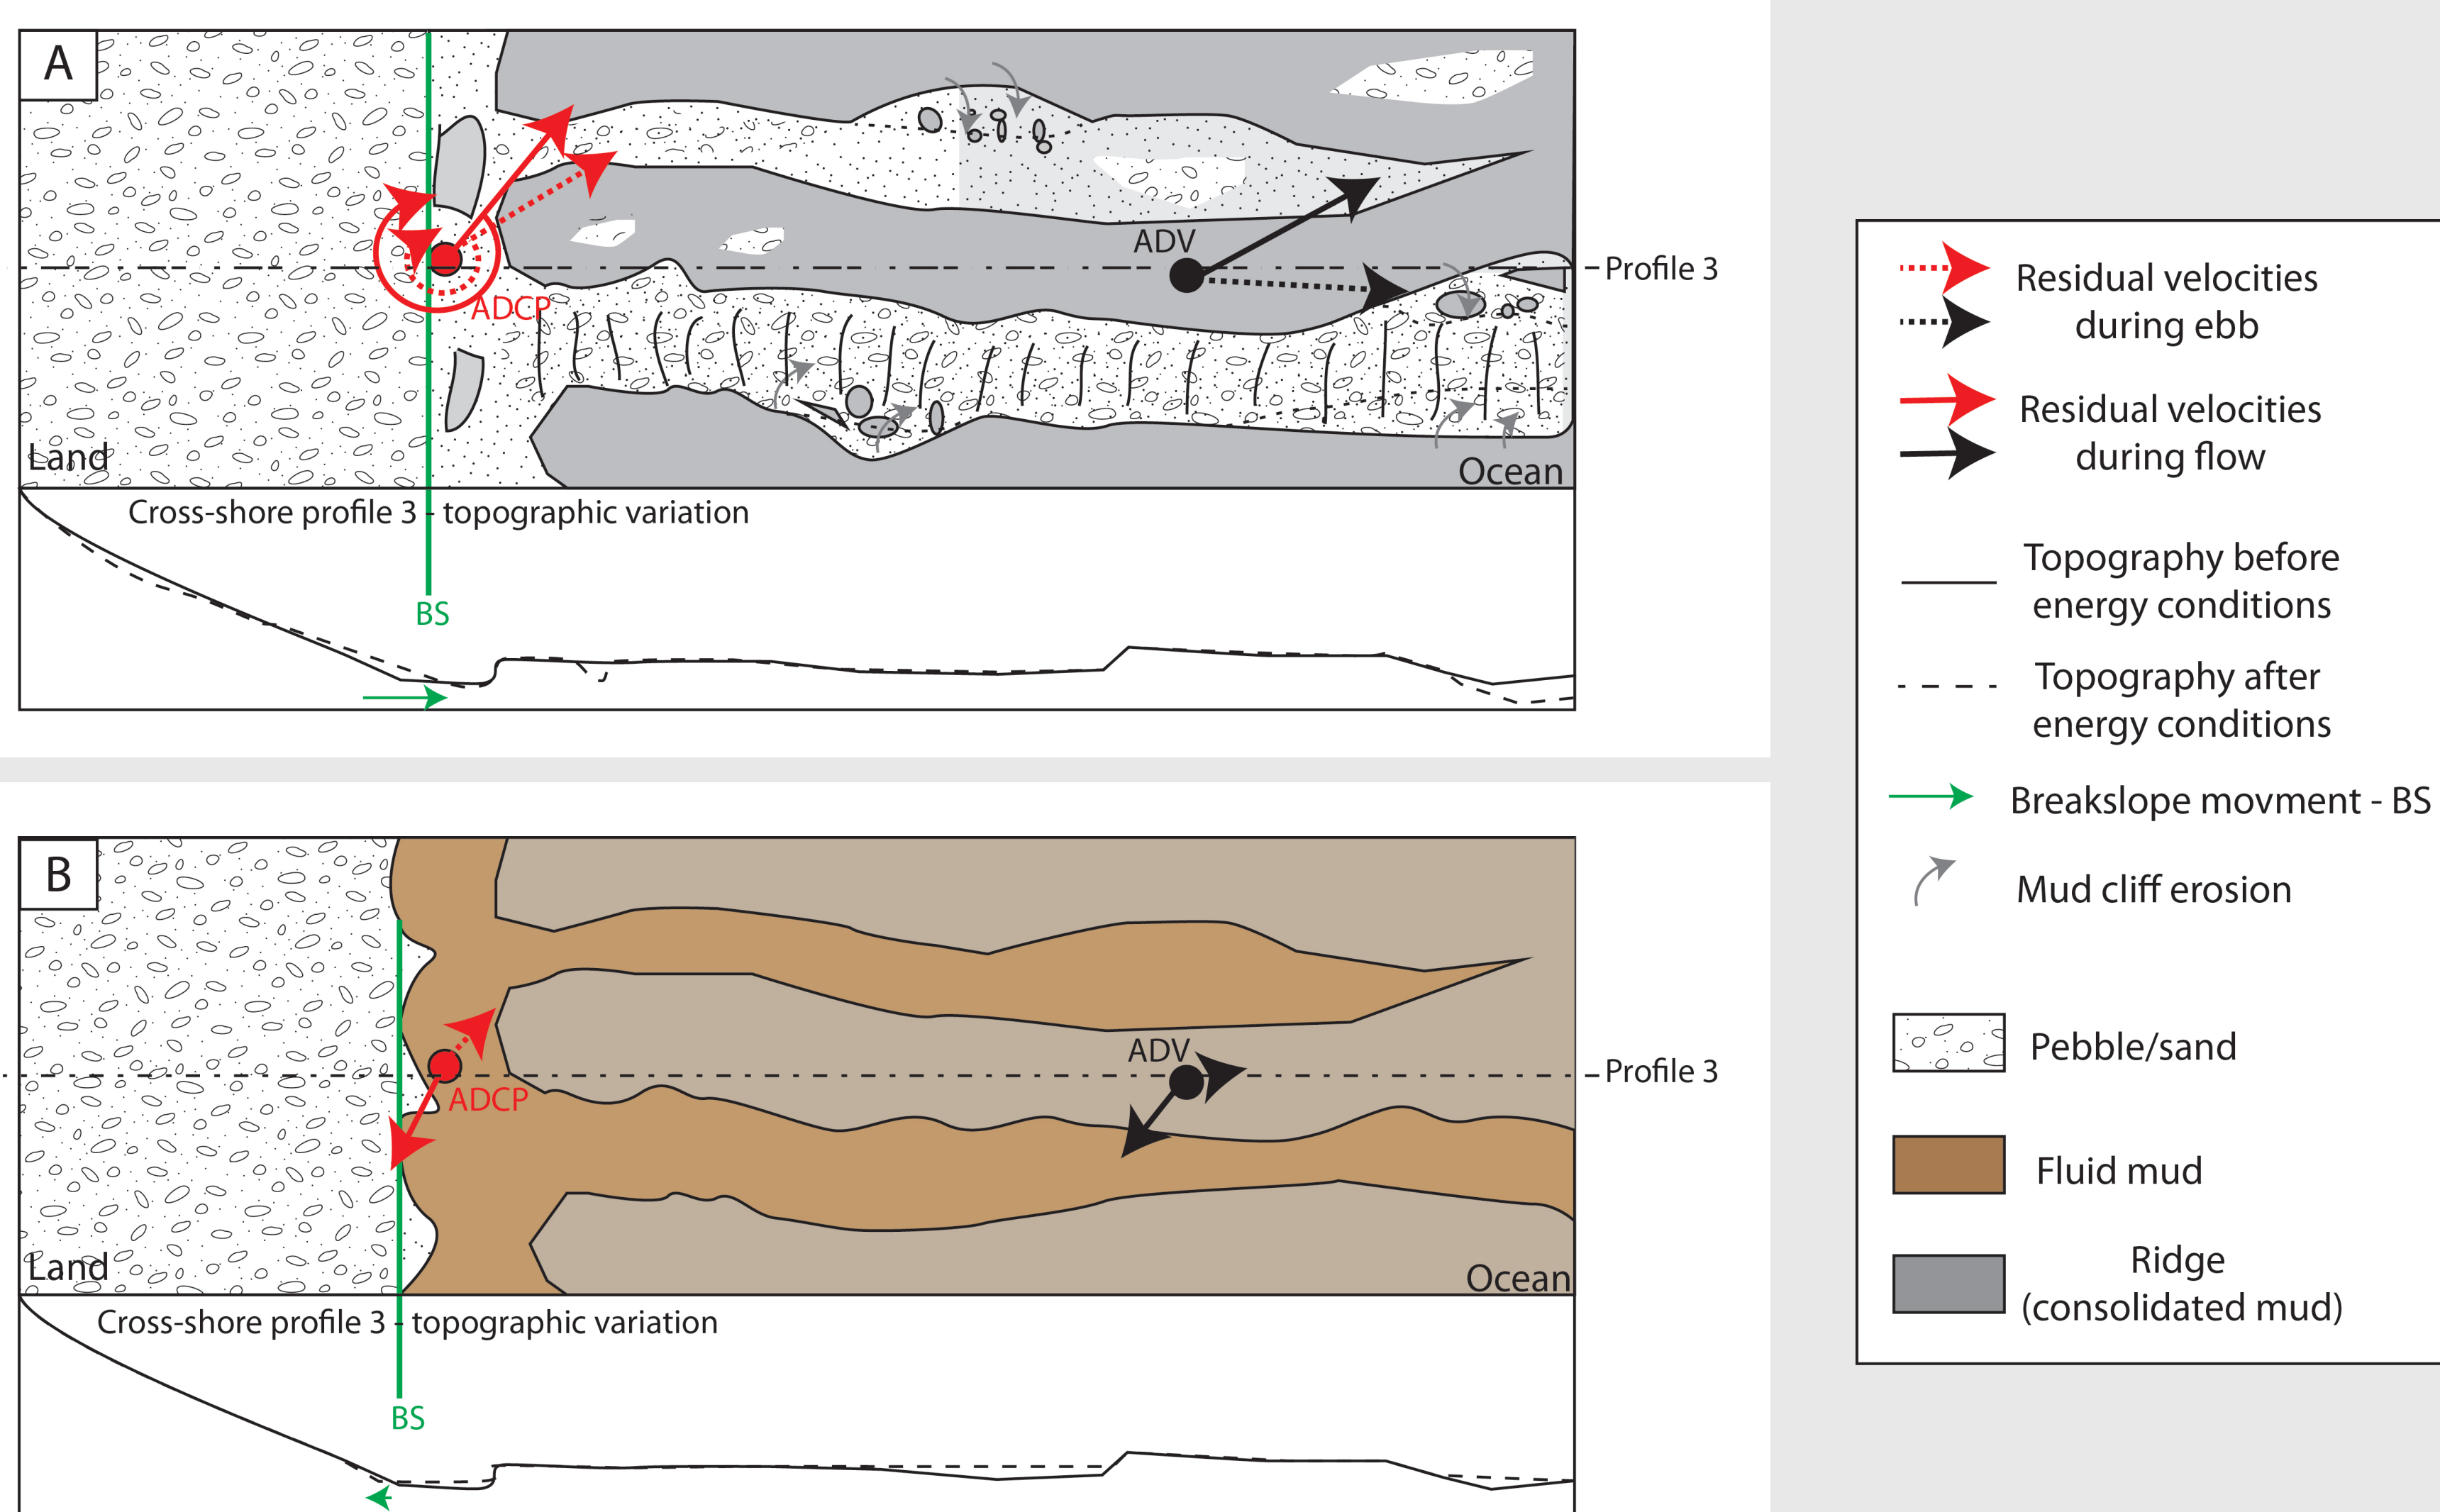 A
ADV
Profile 3
ADCP
Land
Ocean
Cross-shore profile 3 - topographic variation
BS
B
ADV
Profile 3
ADCP
Land
Ocean
Cross-shore profile 3 - topographic variation
BS
Residual velocities
during ebb
Residual velocities
during flow
Topography before
energy conditions
Topography after
energy conditions
Breakslope movment - BS
Mud cliff erosion
Pebble/sand
Fluid mud
Ridge
(consolidated mud)